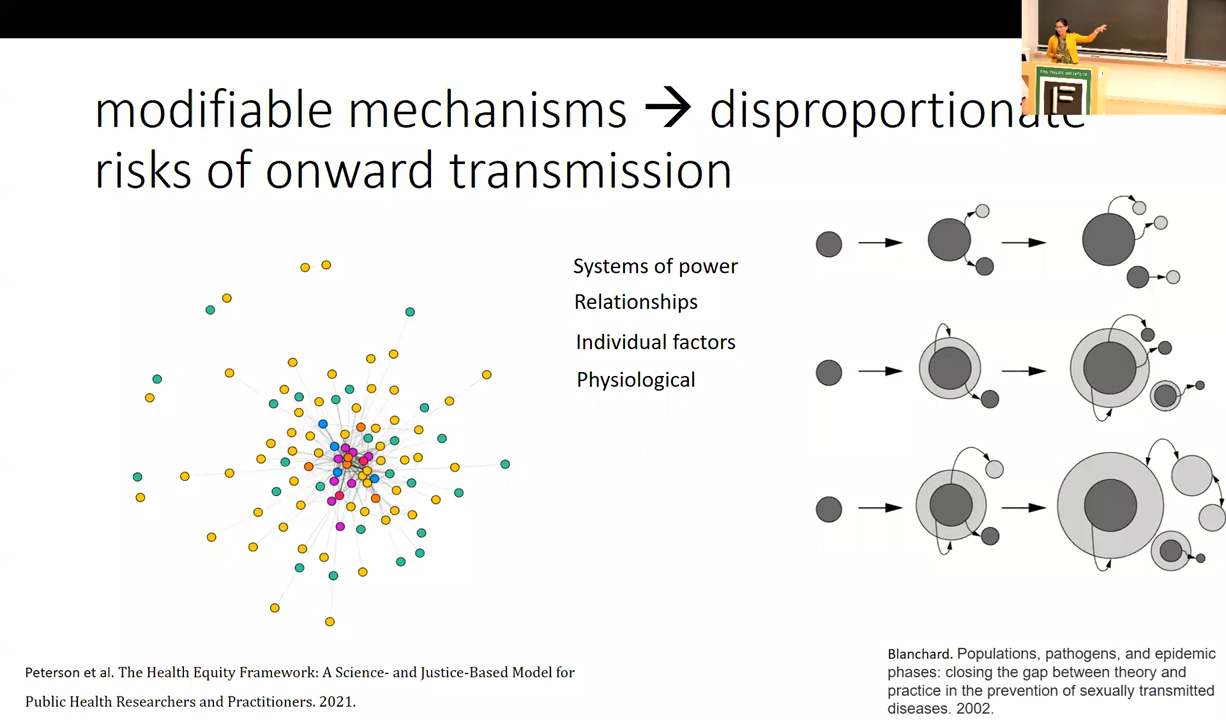 modifiable mechanisms → disproportionate
risks of onward transmission
Systems of power
Relationships
Individual factors
Physiological
Peterson et al. The Health Equity Framework: A Science- and Justice-Based Model for
Public Health Researchers and Practitioners. 2021.
Blanchard. Populations, pathogens, and epidemic
phases: closing the gap between theory and
practice in the prevention of sexually transmitted
diseases. 2002.